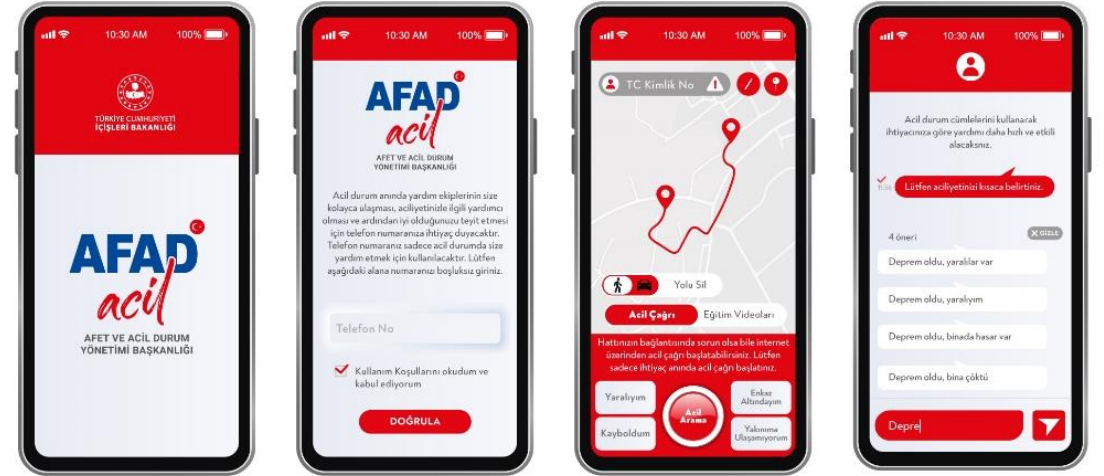 10:30 AM 100%
TÜRKİYE CUMHURİYETİ
İÇİŞLERİ BAKANLIĞI
AFAD
acil
AFET VE ACİL DURUM
YÖNETİMİ BAŞKANLIĞI
10:30 AM 100%
AFAD
acil
AFET VE ACİL DURUM
YÖNETİMİ BAŞKANLIĞI
Acil durum anında yardım ekiplerinin size
kolayca ulaşması, aciliyetinizle ilgili yardımcı
olması ve ardından iyi olduğunuzu teyit etmesi
için telefon numaranıza ihtiyaç duyacaktır.
Telefon numaranız sadece acil durumda size
yardım etmek için kullanılacaktır. Lütfen
aşağıdaki alana numaranızı boşluksuz giriniz.
Telefon No
Kullanım Koşullarını okudum ve
kabul ediyorum
DOĞRULA
10:30 AM 100%
TC Kimlik No
Yolu Sil
Acil Çağrı Eğitim Videoları
Hattınızın bağlantısında sorun olsa bile internet
üzerinden acil çağrı başlatabilirsiniz. Lütfen
sadece ihtiyaç anında acil çağrı başlatınız.
Yaralıyım
Enkaz
Altındayım
Acil
Arama
Kayboldum
Yakınıma
Ulaşamıyorum
10:30 AM 100%
Acil durum cümlelerini kullanarak
ihtiyacınıza göre yardımı daha hızlı ve etkili
alacaksınız.
Lütfen aciliyetinizi kısaca belirtiniz.
4 öneri X GİZLE
Deprem oldu, yaralılar var
Deprem oldu, yaralıyım
Deprem oldu, binada hasar var
Deprem oldu, bina çöktü
Depre